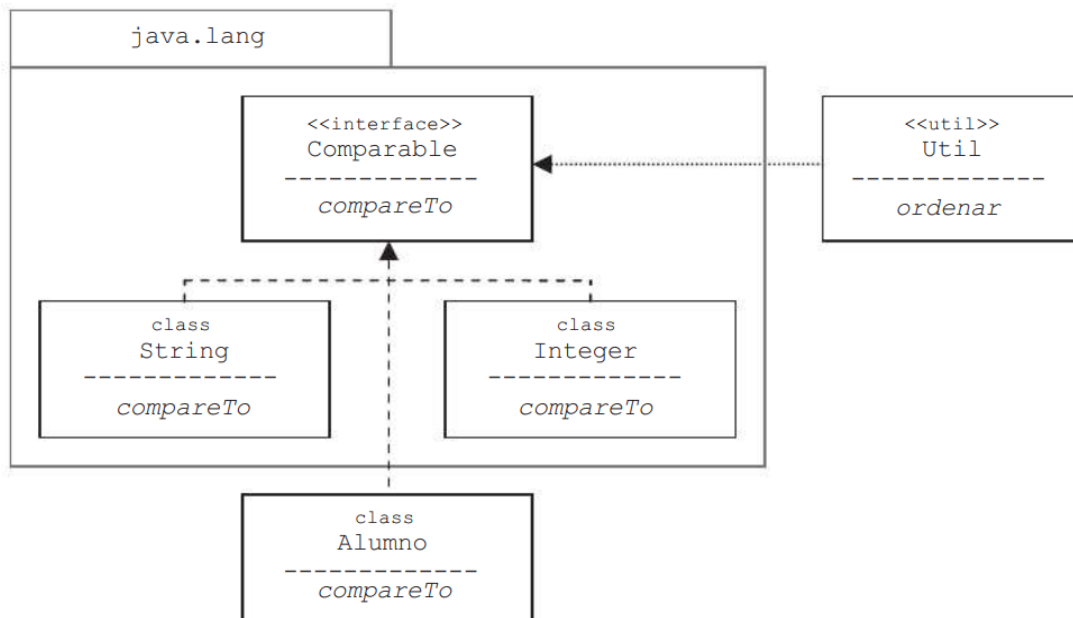 java.lang
<<interface>>
Comparable
-------------
compareTo
<<util>>
Util
-------------
ordenar
class
String
-------------
compareTo
class
Integer
-------------
compareTo
class
Alumno
-------------
compareTo